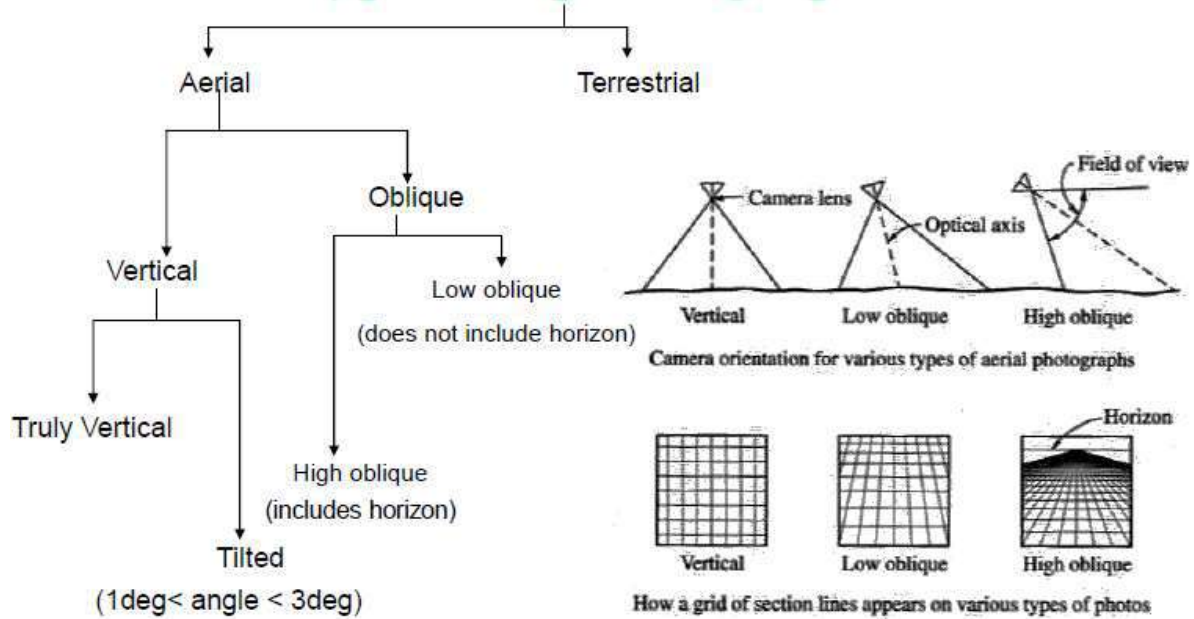 Aerial
Terrestrial
Oblique
Vertical
Low oblique
(does not include horizon)
Truly Vertical
High oblique
(includes horizon)
Tilted
(1deg< angle < 3deg)
Field of view
Camera lens
Optical axis
Vertical
Low oblique
High oblique
Camera orientation for various types of aerial photographs
Horizon
Vertical
Low oblique
High oblique
How a grid of section lines appears on various types of photos